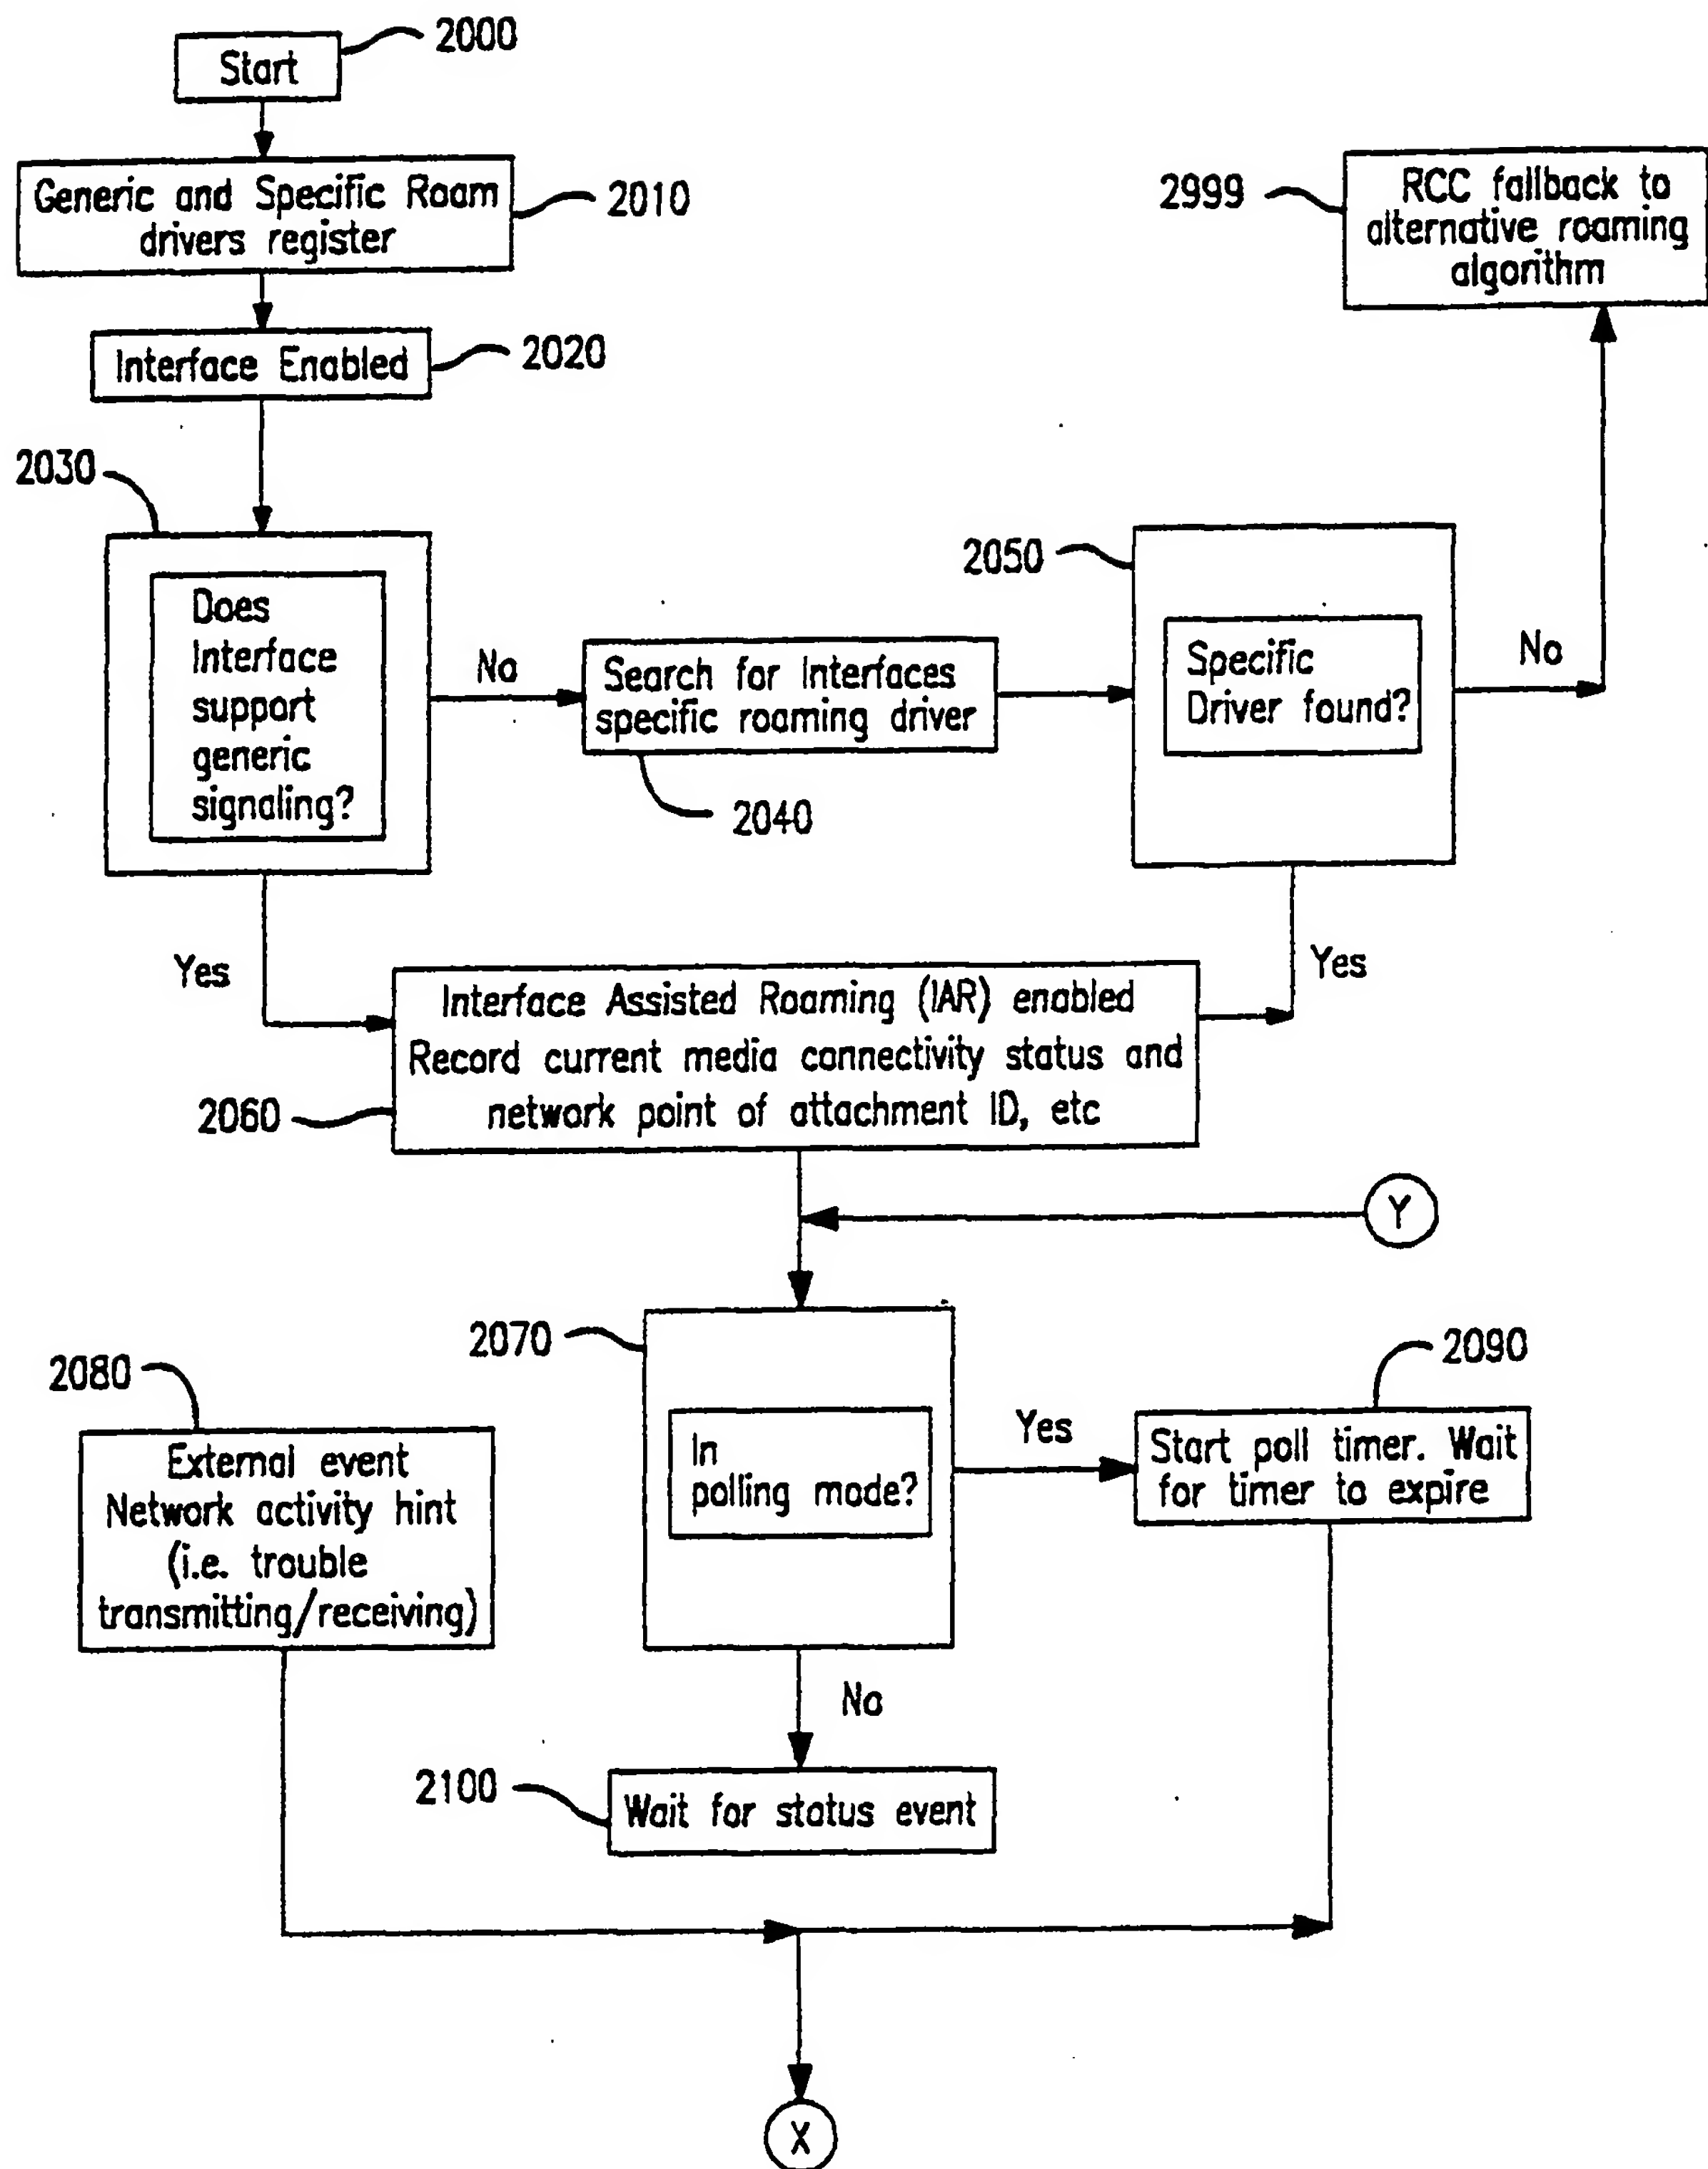 2000
Start
Generic and Specific Roam
drivers register
2010
2999
RCC fallback to
alternative roaming
algorithm
Interface Enabled
2020
2030
Does
Interface
support
generic
signaling?
No
Search for Interfaces
specific roaming driver
2040
2050
Specific
Driver found?
No
Yes
Yes
Interface Assisted Roaming (IAR) enabled
Record current media connectivity status and
network point of attachment ID, etc
2060
Y
2070
In
polling mode?
Yes
2090
Start poll timer. Wait
for timer to expire
2080
External event
Network activity hint
(i.e. trouble
transmitting/receiving)
No
2100
Wait for status event
X